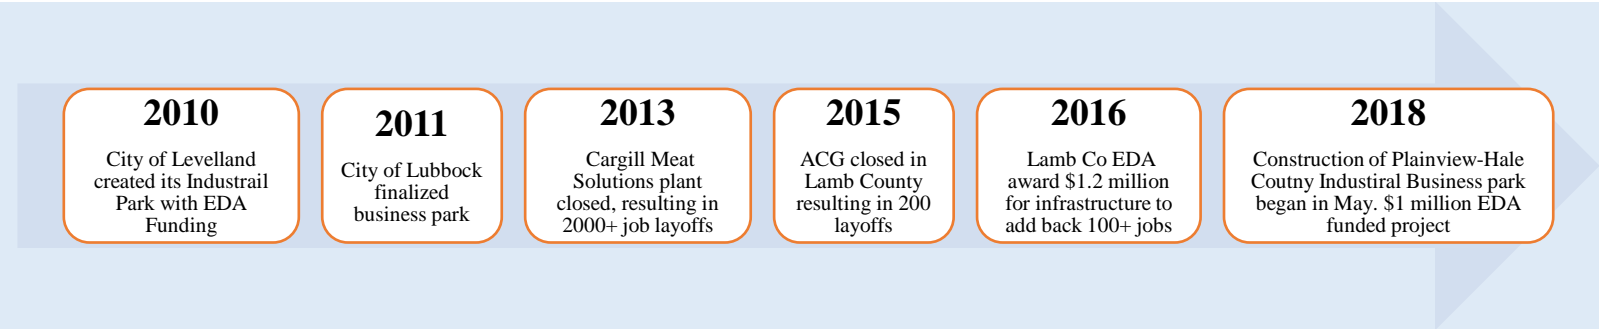 2010
City of Levelland
created its Industrail
Park with EDA
Funding
2011
City of Lubbock
finalized
business park
2013
Cargill Meat
Solutions plant
closed, resulting in
2000+ job layoffs
2015
ACG closed in
Lamb County
resulting in 200
layoffs
2016
Lamb Co EDA
award $1.2 million
for infrastructure to
add back 100+ jobs
2018
Construction of Plainview-Hale
Coutny Industiral Business park
began in May. $1 million EDA
funded project